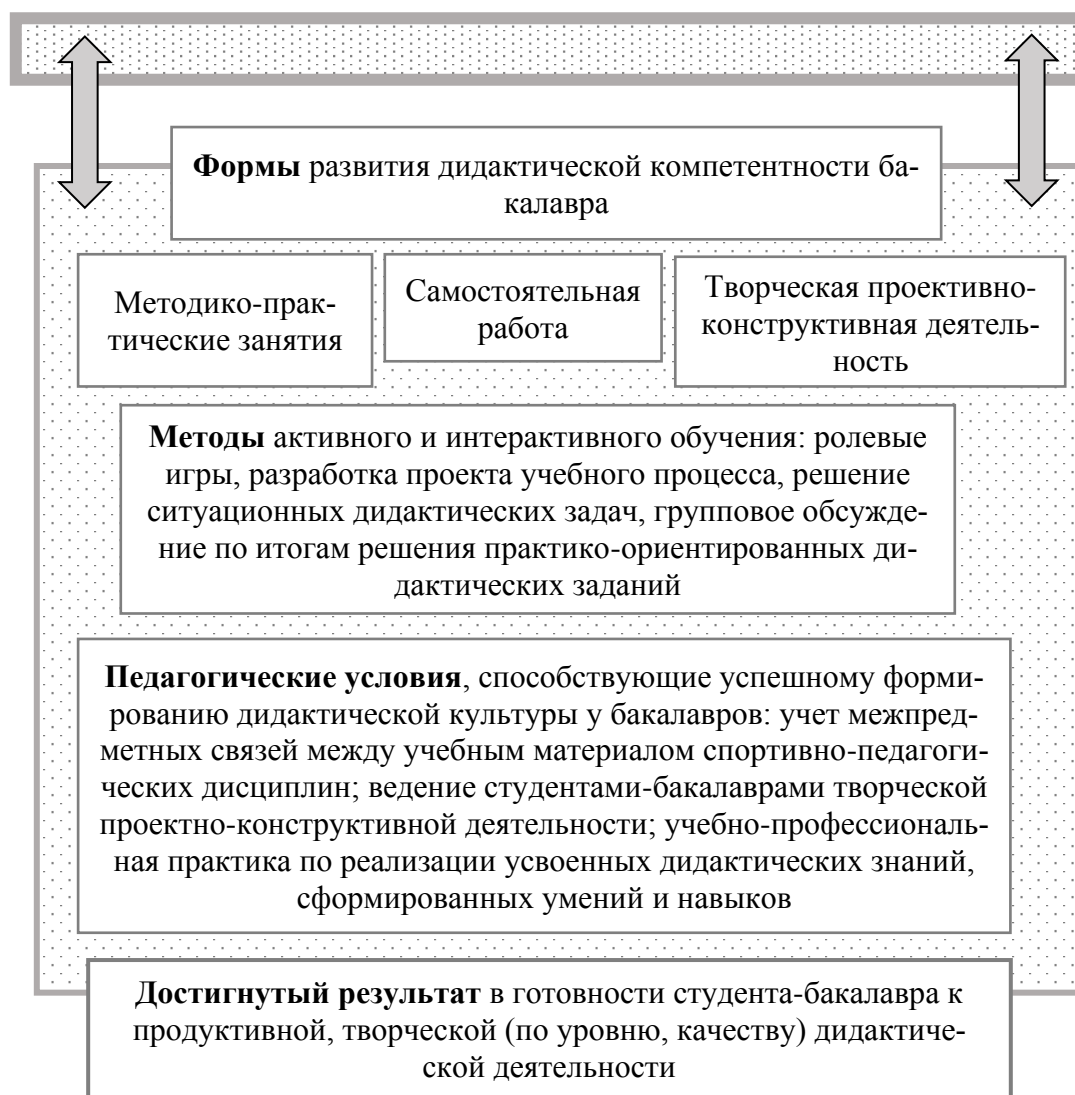 Формы развития дидактической компетентности ба-
калавра
Методико-прак-
тические занятия
Самостоятельная
работа
Творческая проективно-
конструктивная деятель-
ность
Методы активного и интерактивного обучения: ролевые
игры, разработка проекта учебного процесса, решение
ситуационных дидактических задач, групповое обсужде-
ние по итогам решения практико-ориентированных ди-
дактических заданий
Педагогические условия, способствующие успешному форми-
рованию дидактической культуры у бакалавров: учет межпред-
метных связей между учебным материалом спортивно-педагоги-
ческих дисциплин; ведение студентами-бакалаврами творческой
проектно-конструктивной деятельности; учебно-профессиональ-
ная практика по реализации усвоенных дидактических знаний,
сформированных умений и навыков
Достигнутый результат в готовности студента-бакалавра к
продуктивной, творческой (по уровню, качеству) дидактиче-
ской деятельности